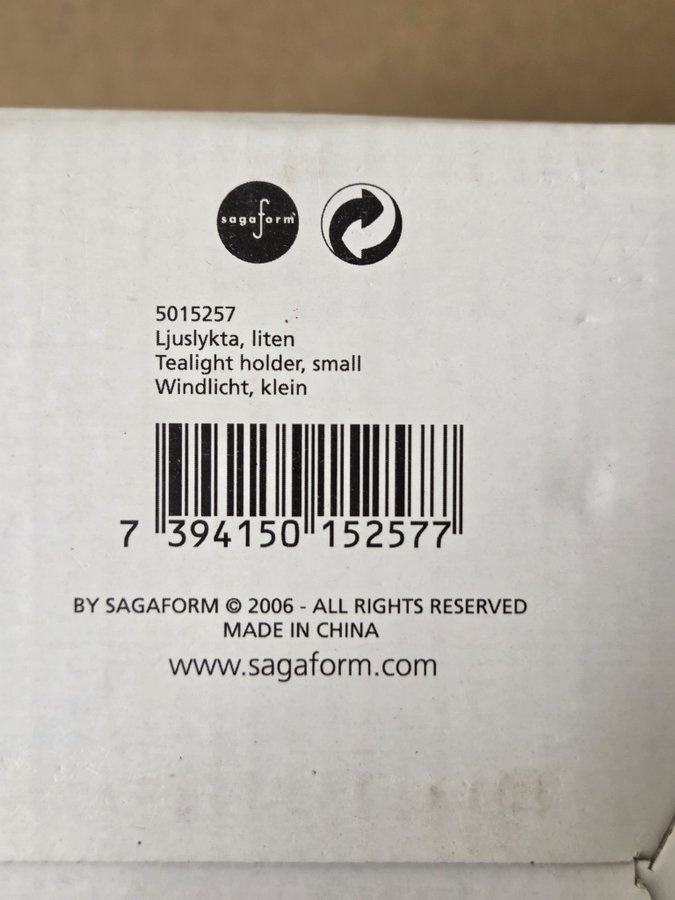 sagaform
5015257
Ljuslykta, liten
Tealight holder, small
Windlicht, klein
7 394150 152577
BY SAGAFORM © 2006 - ALL RIGHTS RESERVED
MADE IN CHINA
www.sagaform.com